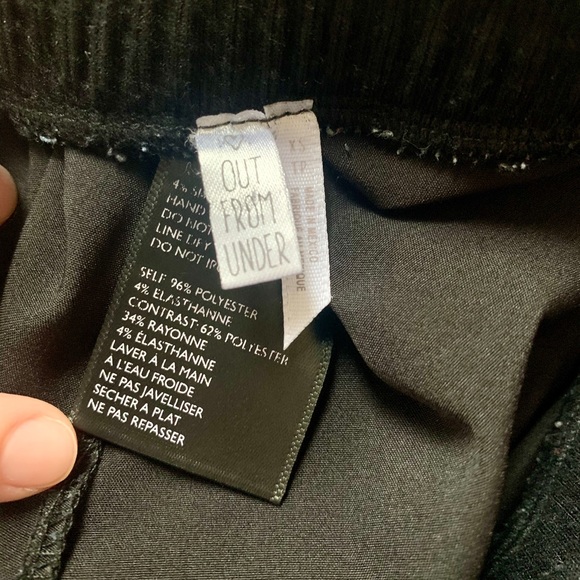 OUT
FROM
UNDER
XS
TP
MADE IN MEXICO
4% S
HAND
DO NOT
LINE DRY
DO NOT IR
SELF 96% POLYESTER
4% ELASTHANNE
CONTRAST 62% POLYESTER
34% RAYONNE
4% ÉLASTHANNE
LAVER À LA MAIN
À L'EAU FROIDE
NE PAS JAVELLISER
SECHER A PLAT
NE PAS REPASSER